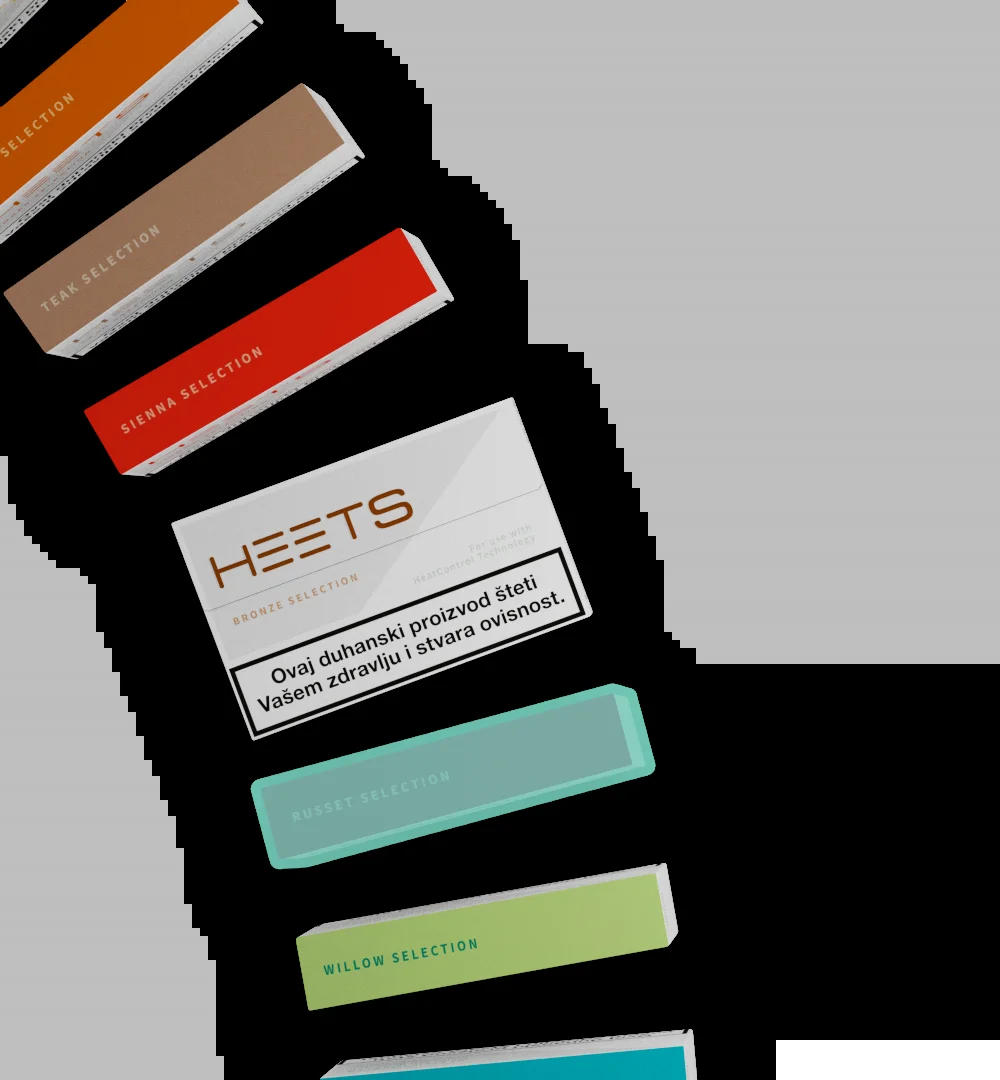 SELECTION
TEAK SELECTION
SIENNA SELECTION
HEETS
BRONZE SELECTION
For use with
HeatControl Technology
Ovaj duhanski proizvod šteti
Vašem zdravlju i stvara ovisnost.
RUSSET SELECTION
WILLOW SELECTION